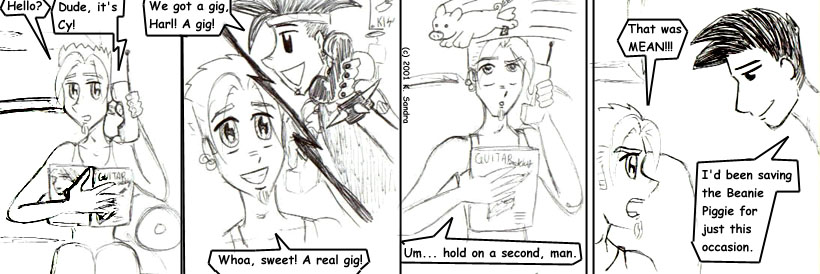 Hello?
Dude, it's
Cy!
We got a gig,
Harl! A gig!
Whoa, sweet! A real gig!
(c) 2001 K. Sandra
GUITAR
GUITAR
Um... hold on a second, man.
That was
MEAN!!!
I'd been saving
the Beanie
Piggie for
just this
occasion.